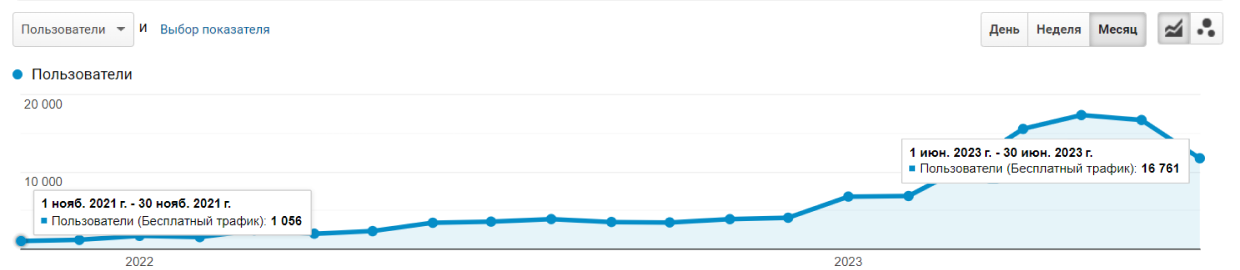 Пользователи и Выбор показателя
День Неделя Месяц
Пользователи
20 000
1 июн. 2023 г. - 30 июн. 2023 г.
Пользователи (Бесплатный трафик): 16 761
10 000
1 нояб. 2021 г. - 30 нояб. 2021 г.
Пользователи (Бесплатный трафик): 1 056
2022 2023